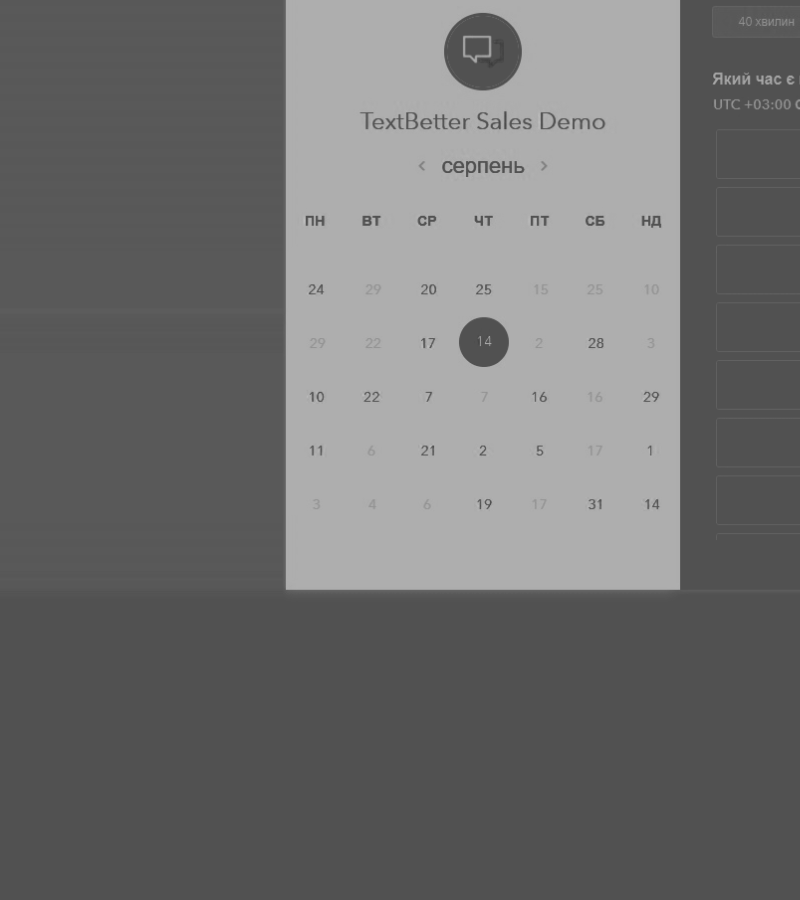 TextBetter Sales Demo
серпень
ПН ВТ СР ЧТ ПТ СБ НД
24 29 20 25 15 25 10
29 22 17 14 2 28 3
10 22 7 7 16 16 29
11 6 21 2 5 17 1
3 4 6 19 17 31 14
40 хвилин
Який час є
UTC +03:00